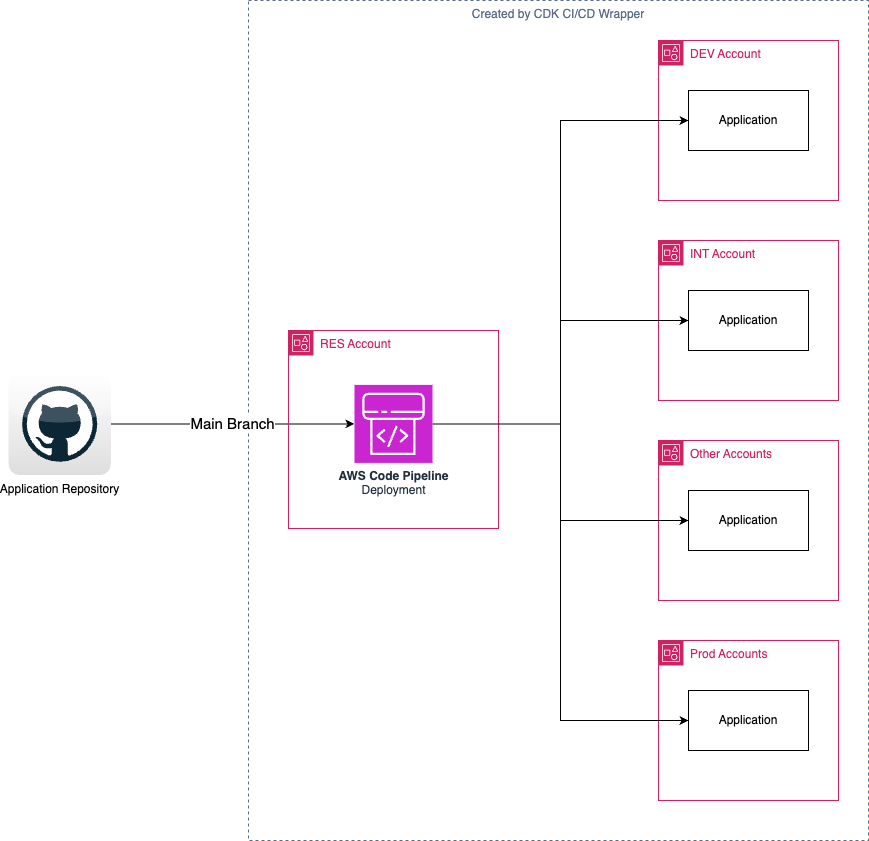 Created by CDK CI/CD Wrapper
DEV Account
Application
INT Account
Application
RES Account
Main Branch
AWS Code Pipeline
Deployment
Application Repository
Other Accounts
Application
Prod Accounts
Application